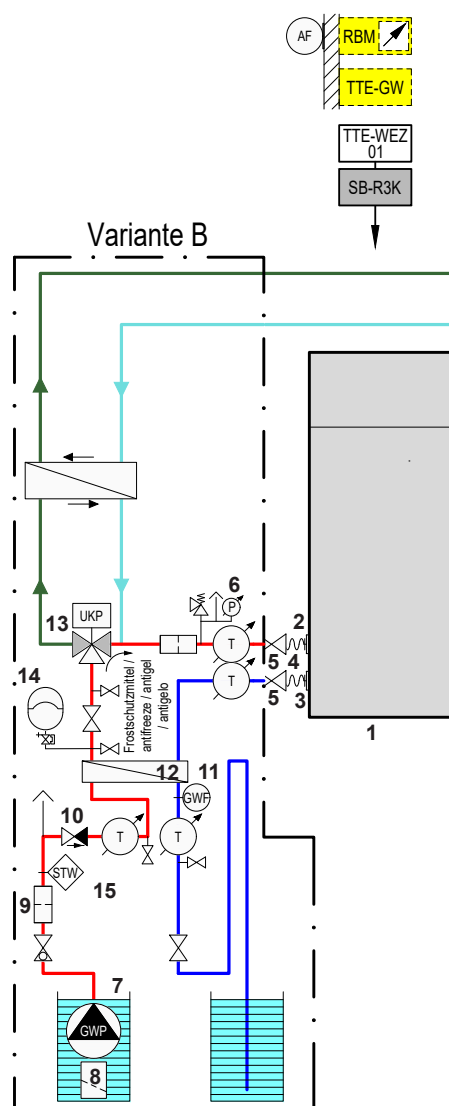 AF
RBM
TTE-GW
TTE-WEZ
01
SB-R3K
Variante B
6
P
13
UKP
2
T
5
4
14
Frostschutzmittel /
antifreeze / antigel
/ antigelo
T
5
3
1
12
11
GWF
10
T
T
STW
15
9
7
GWP
8